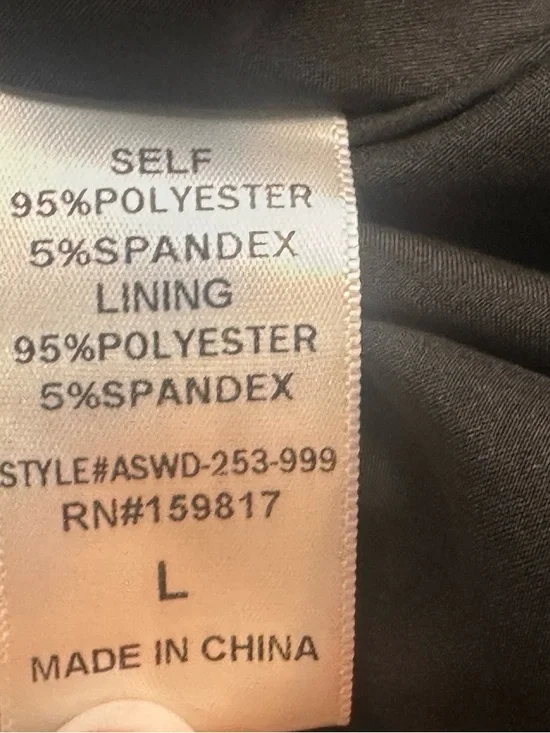 SELF
95%POLYESTER
5%SPANDEX
LINING
95%POLYESTER
5%SPANDEX
STYLE#ASWD-253-999
RN#159817
L
MADE IN CHINA